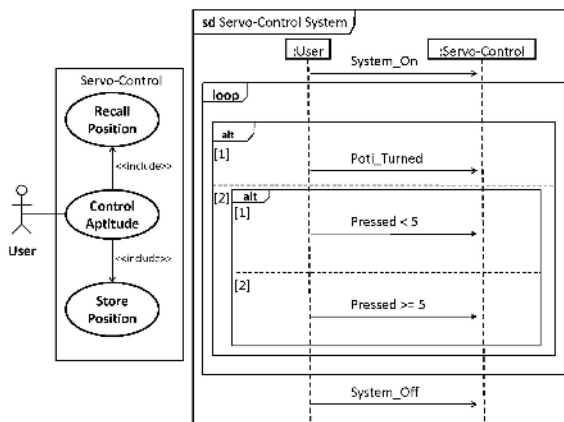 Servo-Control
Recall
Position
<<include>>
Control
Aptitude
User
<<include>>
Store
Position
sd Servo-Control System
:User
:Servo-Control
System_On
loop
alt
[1]
Poti_Turned
[2]
alt
[1]
Pressed < 5
[2]
Pressed >= 5
System_Off